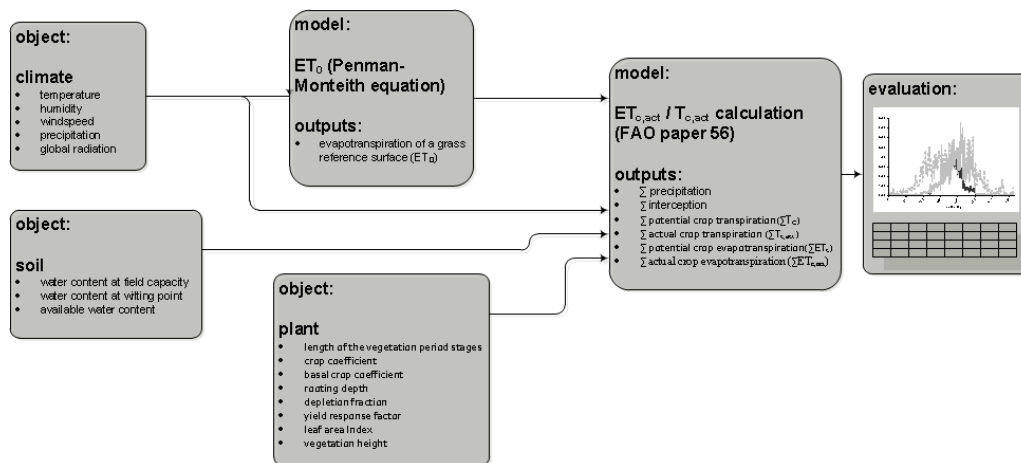 object:
climate
• temperature
• humidity
• windspeed
• precipitation
• global radiation
model:
ET0 (Penman-
Monteith equation)
outputs:
• evapotranspiration of a grass
reference surface (ET0)
model:
ETc,act / Tc,act calculation
(FAO paper 56)
outputs:
• ∑ precipitation
• ∑ interception
• ∑ potential crop transpiration (∑Tc)
• ∑ actual crop transpiration (∑Tc,act)
• ∑ potential crop evapotranspiration (∑ETc)
• ∑ actual crop evapotranspiration (∑ETc,act)
evaluation:
object:
soil
• water content at field capacity
• water content at wilting point
• available water content
object:
plant
• length of the vegetation period stages
• crop coefficient
• basal crop coefficient
• rooting depth
• depletion fraction
• yield response factor
• leaf area Index
• vegetation height